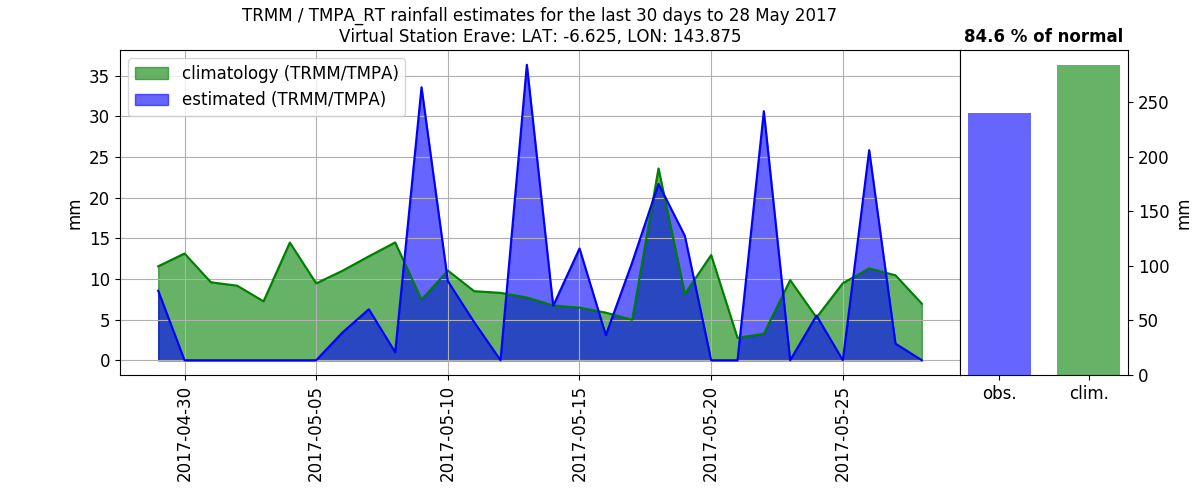 TRMM / TMPA_RT rainfall estimates for the last 30 days to 28 May 2017
Virtual Station Erave: LAT: -6.625, LON: 143.875
84.6 % of normal
climatology (TRMM/TMPA)
estimated (TRMM/TMPA)
35
30
25
20
15
10
5
0
mm
2017-04-30
2017-05-05
2017-05-10
2017-05-15
2017-05-20
2017-05-25
250
200
150
100
50
0
mm
obs.
clim.